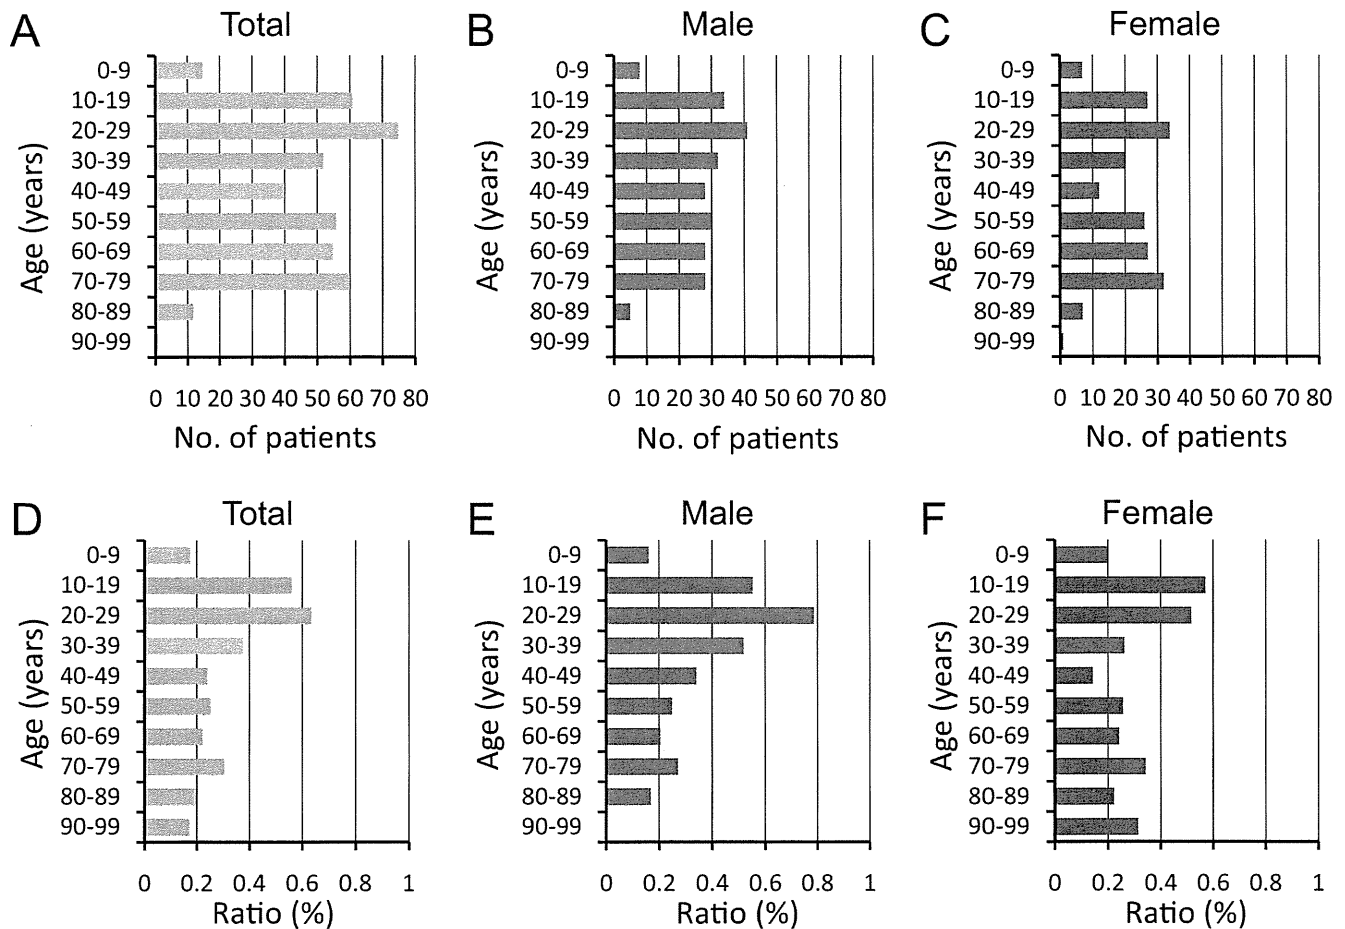 A Total
0-9
10-19
20-29
30-39
40-49
50-59
60-69
70-79
80-89
90-99
Age (years)
0 10 20 30 40 50 60 70 80
No. of patients
B Male
0-9
10-19
20-29
30-39
40-49
50-59
60-69
70-79
80-89
90-99
Age (years)
0 10 20 30 40 50 60 70 80
No. of patients
C Female
0-9
10-19
20-29
30-39
40-49
50-59
60-69
70-79
80-89
90-99
Age (years)
0 10 20 30 40 50 60 70 80
No. of patients
D Total
0-9
10-19
20-29
30-39
40-49
50-59
60-69
70-79
80-89
90-99
Age (years)
0 0.2 0.4 0.6 0.8 1
Ratio (%)
E Male
0-9
10-19
20-29
30-39
40-49
50-59
60-69
70-79
80-89
90-99
Age (years)
0 0.2 0.4 0.6 0.8 1
Ratio (%)
F Female
0-9
10-19
20-29
30-39
40-49
50-59
60-69
70-79
80-89
90-99
Age (years)
0 0.2 0.4 0.6 0.8 1
Ratio (%)